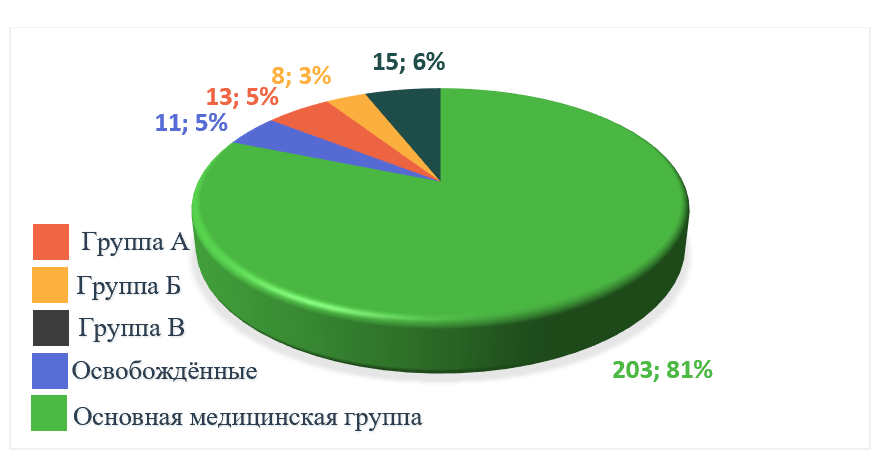 15; 6%
8; 3%
13; 5%
11; 5%
Группа А
Группа Б
Группа В
Освобождённые
203; 81%
Основная медицинская группа